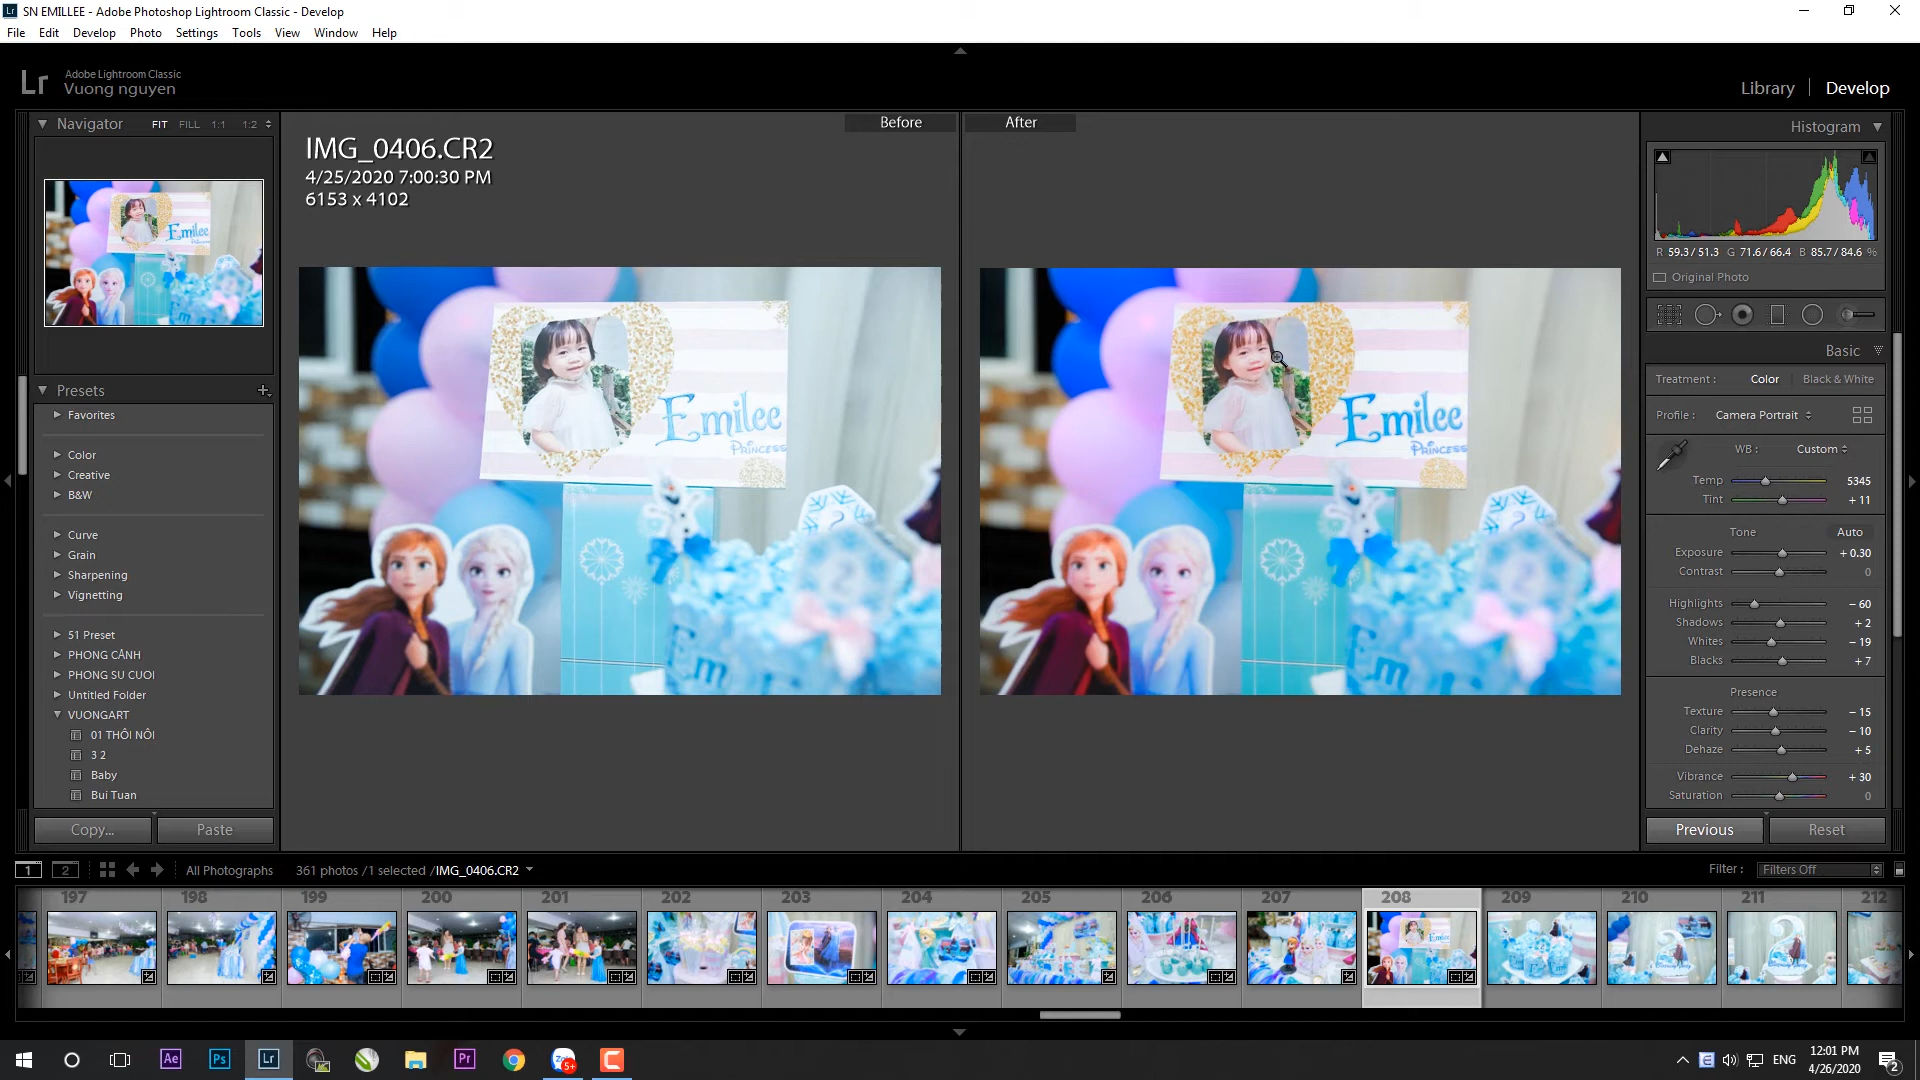 SN EMILLEE - Adobe Photoshop Lightroom Classic - Develop
File Edit Develop Photo Settings Tools View Window Help
Lr
Adobe Lightroom Classic
Vuong nguyen
Library
Develop
Navigator FIT FILL 1:1 1:2
Before
After
Histogram
IMG_0406.CR2
4/25/2020 7:00:30 PM
6153 x 4102
R 59.3 / 51.3 G 71.6 / 66.4 B 85.7 / 84.6 %
Original Photo
Emilee
PRINCESS
Emilee
PRINCESS
Emilee
Basic
Treatment : Color Black & White
Profile : Camera Portrait
WB : Custom
Temp 5345
Tint + 11
Tone Auto
Exposure + 0.30
Contrast 0
Highlights – 60
Shadows + 2
Whites – 19
Blacks + 7
Presence
Texture – 15
Clarity – 10
Dehaze + 5
Vibrance + 30
Saturation 0
Previous
Reset
Presets
Favorites
Color
Creative
B&W
Curve
Grain
Sharpening
Vignetting
51 Preset
PHONG CẢNH
PHONG SU CUOI
Untitled Folder
VUONGART
01 THÔI NÔI
3 2
Baby
Bui Tuan
Copy...
Paste
1 2 All Photographs 361 photos / 1 selected / IMG_0406.CR2
Filter : Filters Off
197 198 199 200 201 202 203 204 205 206 207 208 209 210 211 212
Ae Ps Lr Pr 5+ ENG
12:01 PM
4/26/2020
2